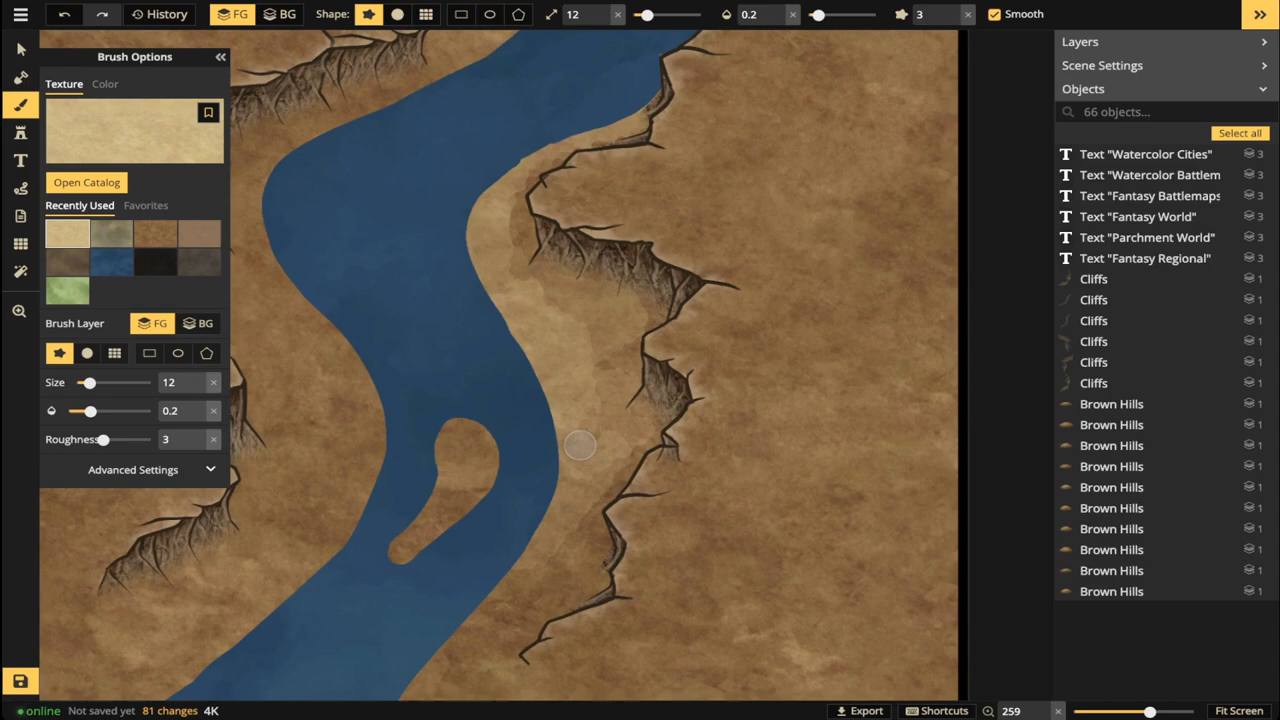 History
FG
BG
Shape:
12
0.2
3
Smooth
Brush Options
Texture
Color
Open Catalog
Recently Used
Favorites
Brush Layer
FG
BG
Size
12
0.2
Roughness
3
Advanced Settings
Layers
Scene Settings
Objects
66 objects...
Select all
T Text "Watercolor Cities" 3
T Text "Watercolor Battlem 3
T Text "Fantasy Battlemaps 3
T Text "Fantasy World" 3
T Text "Parchment World" 3
T Text "Fantasy Regional" 3
Cliffs 1
Cliffs 1
Cliffs 1
Cliffs 1
Cliffs 1
Cliffs 1
Brown Hills 1
Brown Hills 1
Brown Hills 1
Brown Hills 1
Brown Hills 1
Brown Hills 1
Brown Hills 1
Brown Hills 1
Brown Hills 1
Brown Hills 1
online Not saved yet 81 changes 4K
Export
Shortcuts
259
Fit Screen